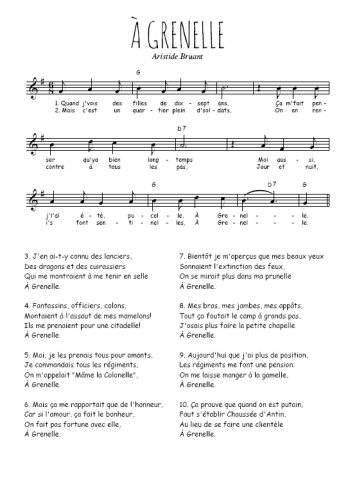 À GRENELLE
Aristide Bruant
G
1. Quand j'vois des filles de dix - sept ans, Ça m'fait pen -
2. Mais c'est un quar - tier plein d'sol - dats, On en ren -
D7
ser qu'ya bien long - temps Moi aus - si,
contre à tous les pas, Jour et nuit,
G D7 G
j'l'ai é - té, pu - celle, À Gre - nel - le.
i's font sen - ti - nel - les, À Gre - nel - le.
3. J'en ai-t-y connu des lanciers,
Des dragons et des cuirassiers
Qui me montraient à me tenir en selle
À Grenelle.
4. Fantassins, officiers, colons,
Montaient à l'assaut de mes mamelons!
Ils me prenaient pour une citadelle!
À Grenelle.
5. Moi, je les prenais tous pour amants,
Je commandais tous les régiments,
On m'appelait "Mâme la Colonelle",
À Grenelle.
6. Mais ça me rapportait que de l'honneur,
Car si l'amour, ça fait le bonheur,
On fait pas fortune avec elle,
À Grenelle.
7. Bientôt je m'aperçus que mes beaux yeux
Sonnaient l'extinction des feux,
On se mirait plus dans ma prunelle
À Grenelle.
8. Mes bras, mes jambes, mes appâts,
Tout ça foutait le camp à grands pas,
J'osais plus faire la petite chapelle
À Grenelle.
9. Aujourd'hui que j'ai plus de position,
Les régiments me font une pension:
On me laisse manger à la gamelle,
À Grenelle.
10. Ça prouve que quand on est putain,
Faut s'établir Chaussée d'Antin,
Au lieu de se faire une clientèle
À Grenelle.